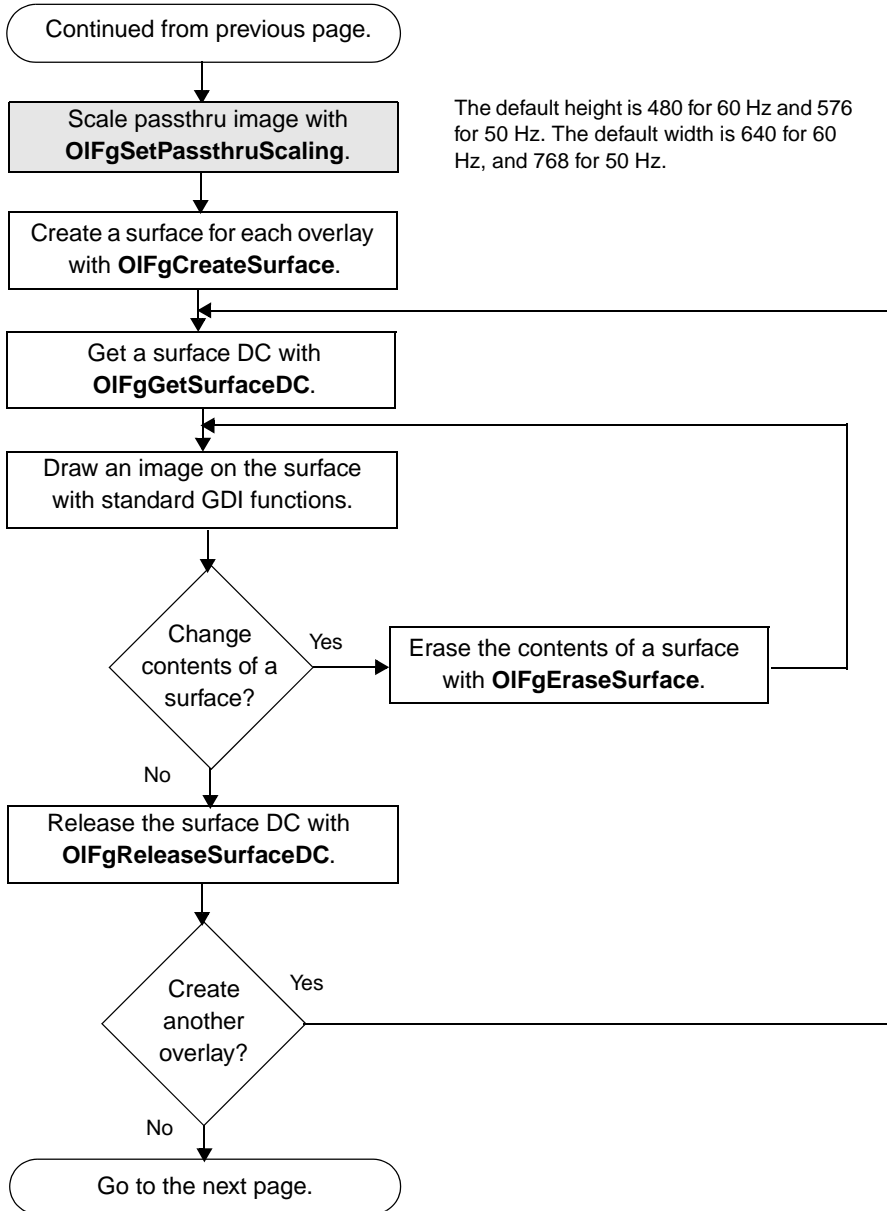 Continued from previous page.
Scale passthru image with
OlFgSetPassthruScaling.
The default height is 480 for 60 Hz and 576
for 50 Hz. The default width is 640 for 60
Hz, and 768 for 50 Hz.
Create a surface for each overlay
with OlFgCreateSurface.
Get a surface DC with
OlFgGetSurfaceDC.
Draw an image on the surface
with standard GDI functions.
Change
contents of a
surface?
Yes
Erase the contents of a surface
with OlFgEraseSurface.
No
Release the surface DC with
OlFgReleaseSurfaceDC.
Create
another
overlay?
Yes
No
Go to the next page.